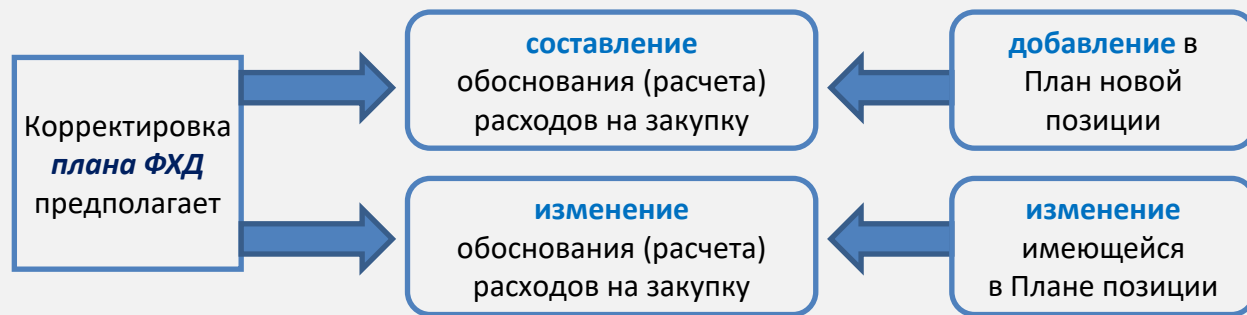 Корректировка
плана ФХД
предполагает
составление
обоснования (расчета)
расходов на закупку
добавление в
План новой
позиции
изменение
обоснования (расчета)
расходов на закупку
изменение
имеющейся
в Плане позиции